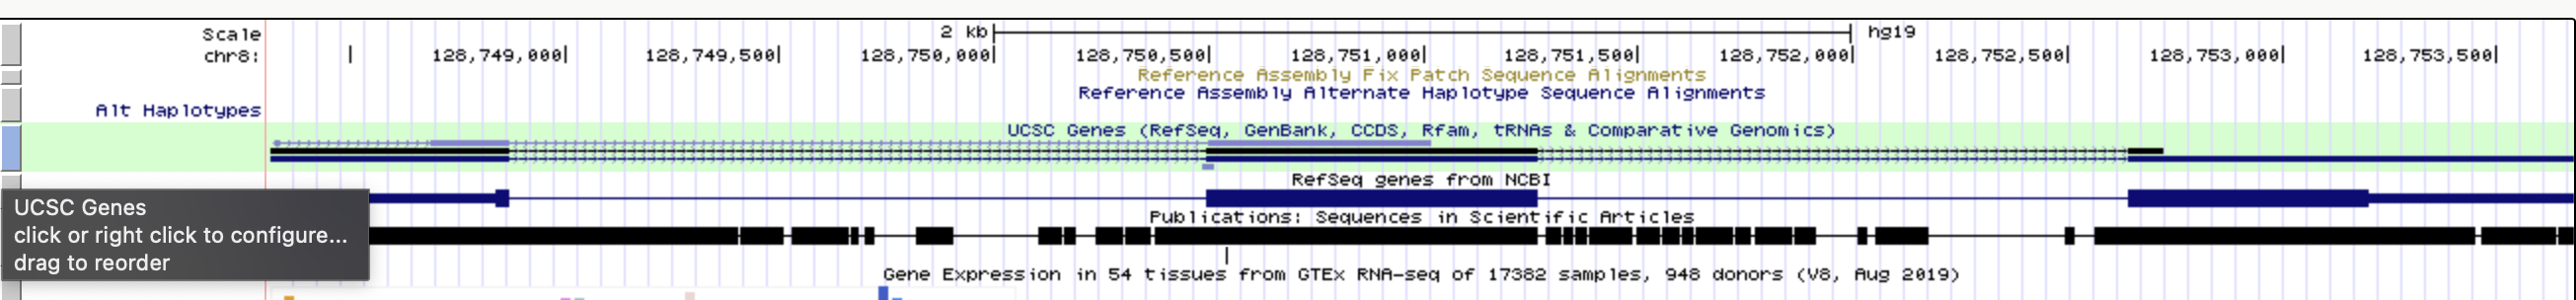 Scale 2 kb hg19
chr8: 128,749,000 128,749,500 128,750,000 128,750,500 128,751,000 128,751,500 128,752,000 128,752,500 128,753,000 128,753,500
Reference Assembly Fix Patch Sequence Alignments
Reference Assembly Alternate Haplotype Sequence Alignments
Alt Haplotypes
UCSC Genes (RefSeq, GenBank, CCDS, Rfam, tRNAs & Comparative Genomics)
RefSeq genes from NCBI
UCSC Genes
Publications: Sequences in Scientific Articles
click or right click to configure...
drag to reorder
Gene Expression in 54 tissues from GTEx RNA-seq of 17382 samples, 948 donors (V8, Aug 2019)